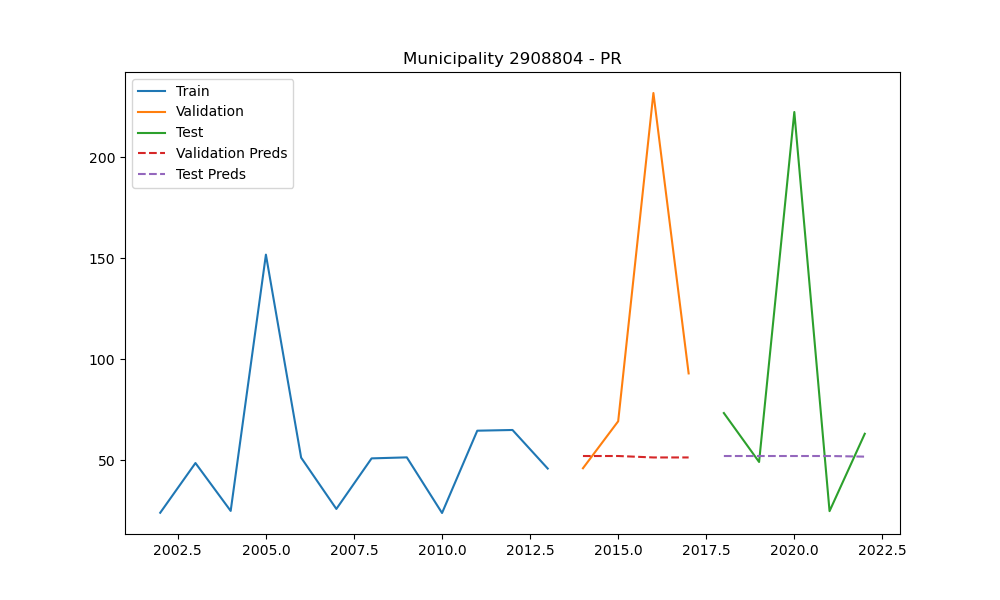 Municipality 2908804 - PR
Train
Validation
Test
Validation Preds
Test Preds
200
150
100
50
2002.5 2005.0 2007.5 2010.0 2012.5 2015.0 2017.5 2020.0 2022.5